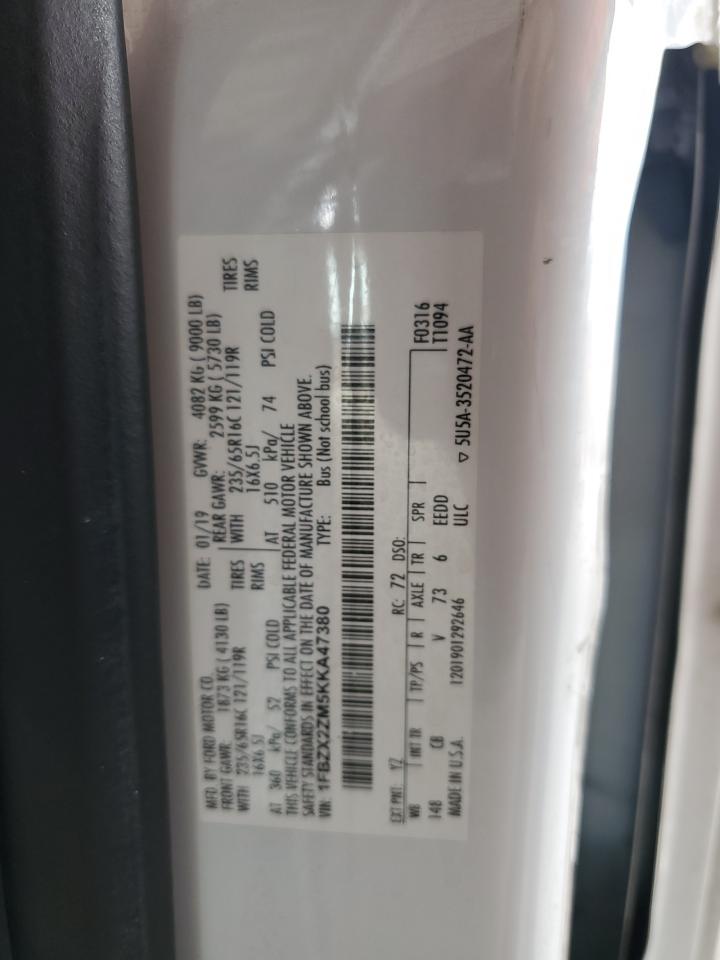 MFD. BY FORD MOTOR CO. DATE: 01/19 GVWR: 4082 KG ( 9000 LB)
FRONT GAWR: 1873 KG ( 4130 LB) REAR GAWR: 2599 KG ( 5730 LB)
WITH 235/65R16C 121/119R TIRES WITH 235/65R16C 121/119R TIRES
16X6.5J RIMS 16X6.5J RIMS
AT 360 kPa/ 52 PSI COLD AT 510 kPa/ 74 PSI COLD
THIS VEHICLE CONFORMS TO ALL APPLICABLE FEDERAL MOTOR VEHICLE
SAFETY STANDARDS IN EFFECT ON THE DATE OF MANUFACTURE SHOWN ABOVE.
VIN: 1FBZX2ZM5KKA47380 TYPE: Bus (Not school bus)
EXT PNT: YZ RC: 72 DSO:
WB INT TR TP/PS R AXLE TR SPR F0316
148 CB V 73 6 EEDD T1094
MADE IN U.S.A. 1201901292646 ULC ▽ 5U5A-3520472-AA